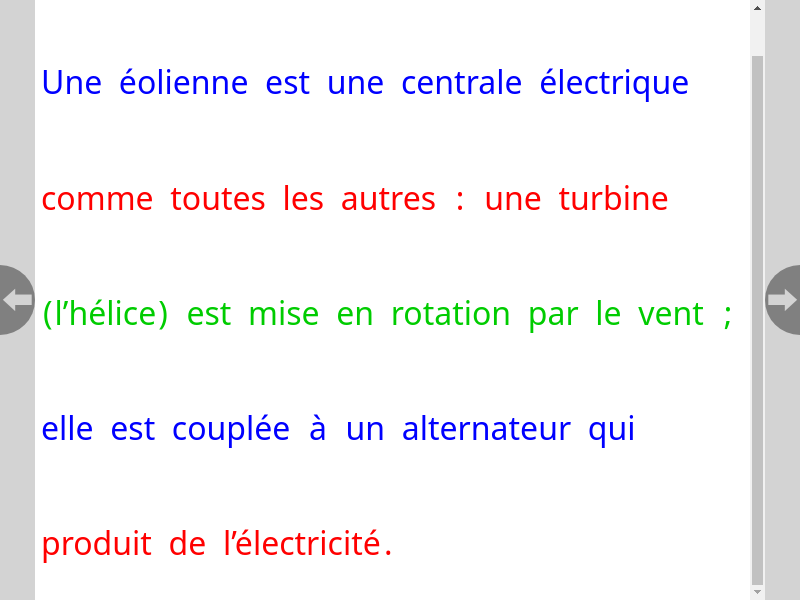 Une éolienne est une centrale électrique
comme toutes les autres : une turbine
(l’hélice) est mise en rotation par le vent ;
elle est couplée à un alternateur qui
produit de l’électricité.